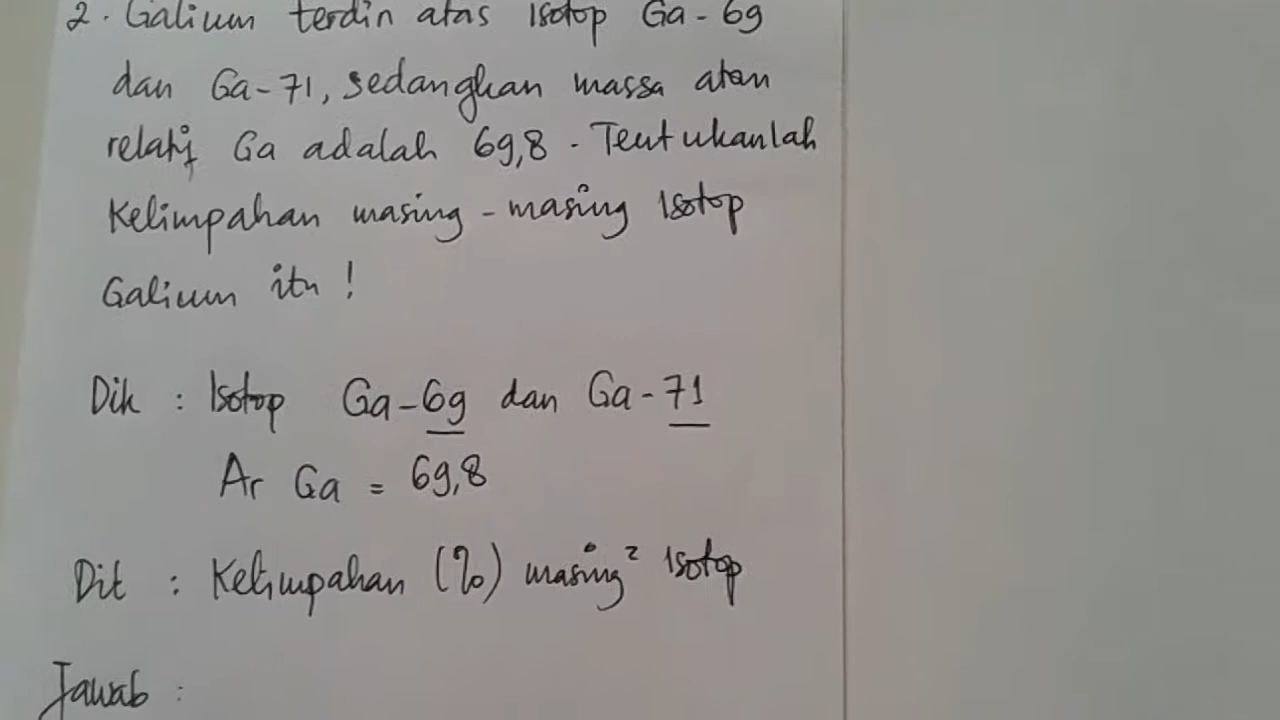 2. Galium terdiri atas Isotop Ga-69
dan Ga-71, sedangkan massa atom
relatif Ga adalah 69,8. Tentukanlah
Kelimpahan masing-masing Isotop
Galium itu!
Dik : Isotop Ga-69 dan Ga-71
Ar Ga = 69,8
Dit : Kelimpahan (%) masing² Isotop
Jawab :